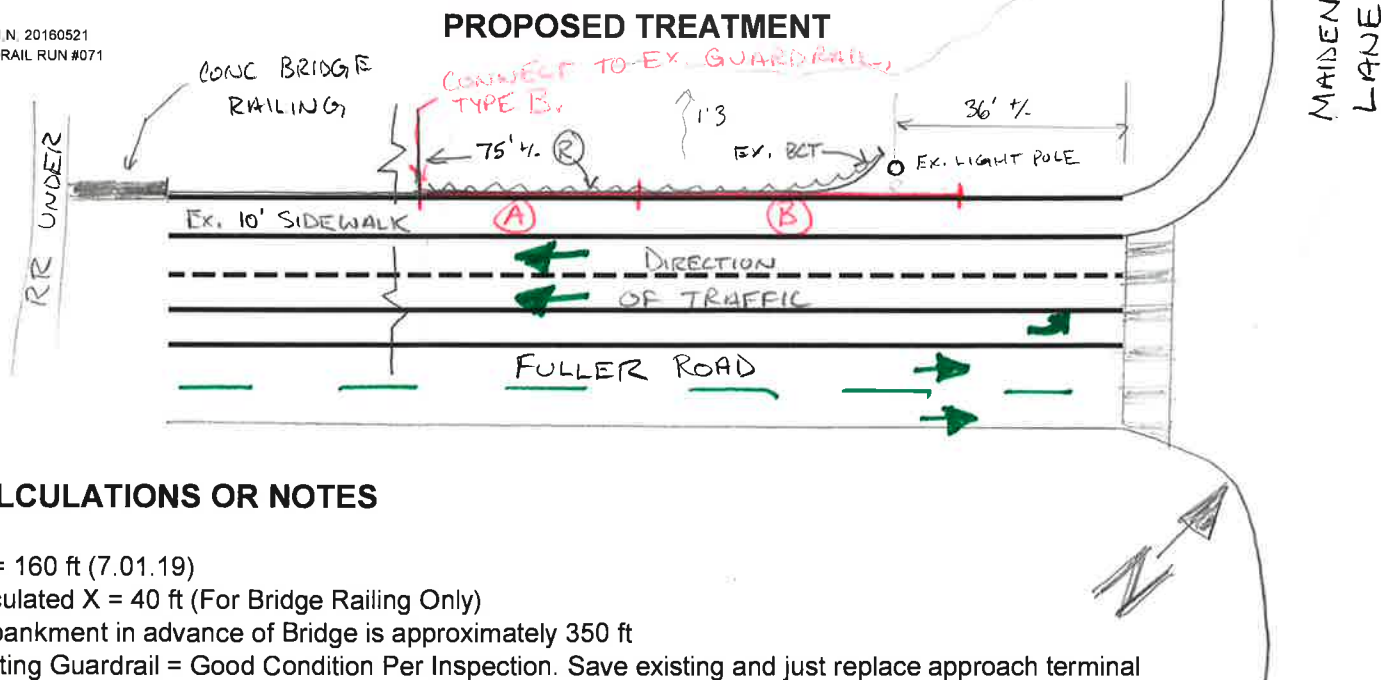 PROPOSED TREATMENT
I,N, 20160521
RAIL RUN #071
CONC BRIDGE
RAILING
CONNECT TO EX. GUARDRAIL,
TYPE B.
MAIDEN
LANE
1:3
36' +/-
75' +/- (R)
EX. BCT
EX. LIGHT POLE
RR UNDER
EX. 10' SIDEWALK
A
B
DIRECTION
OF TRAFFIC
FULLER ROAD
N
LCULATIONS OR NOTES
= 160 ft (7.01.19)
culated X = 40 ft (For Bridge Railing Only)
bankment in advance of Bridge is approximately 350 ft
ting Guardrail = Good Condition Per Inspection. Save existing and just replace approach terminal